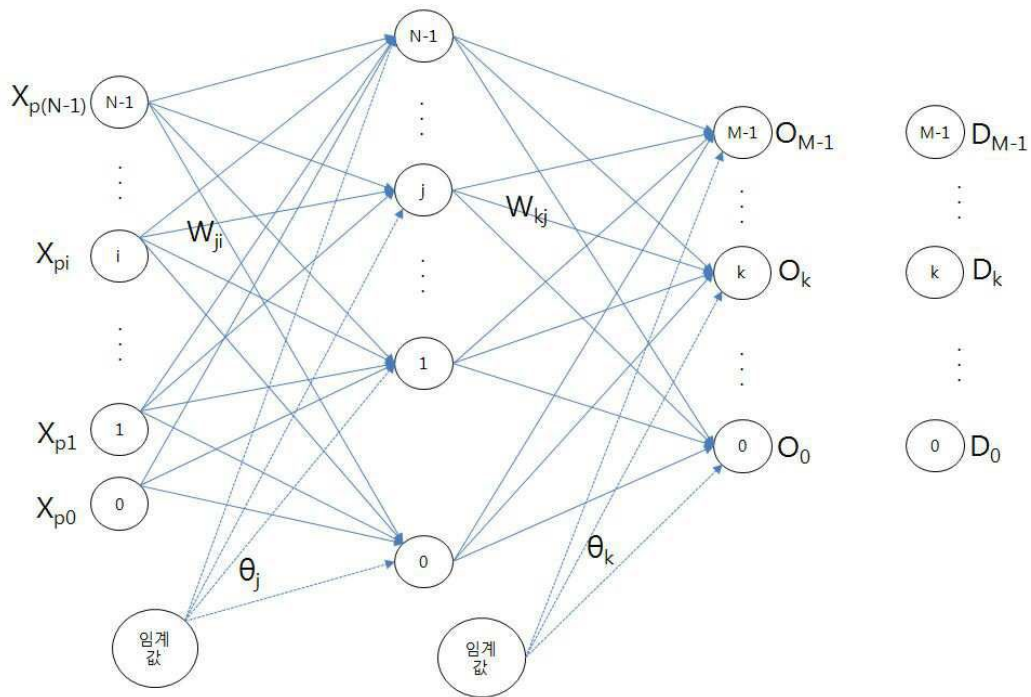 X_p(N-1)
N-1
⋮
X_pi
i
⋮
X_p1
1
X_p0
0
W_ji
θ_j
임계
값
N-1
⋮
j
⋮
1
0
W_kj
θ_k
임계
값
M-1
O_M-1
⋮
k
O_k
⋮
0
O_0
M-1
D_M-1
⋮
k
D_k
⋮
0
D_0